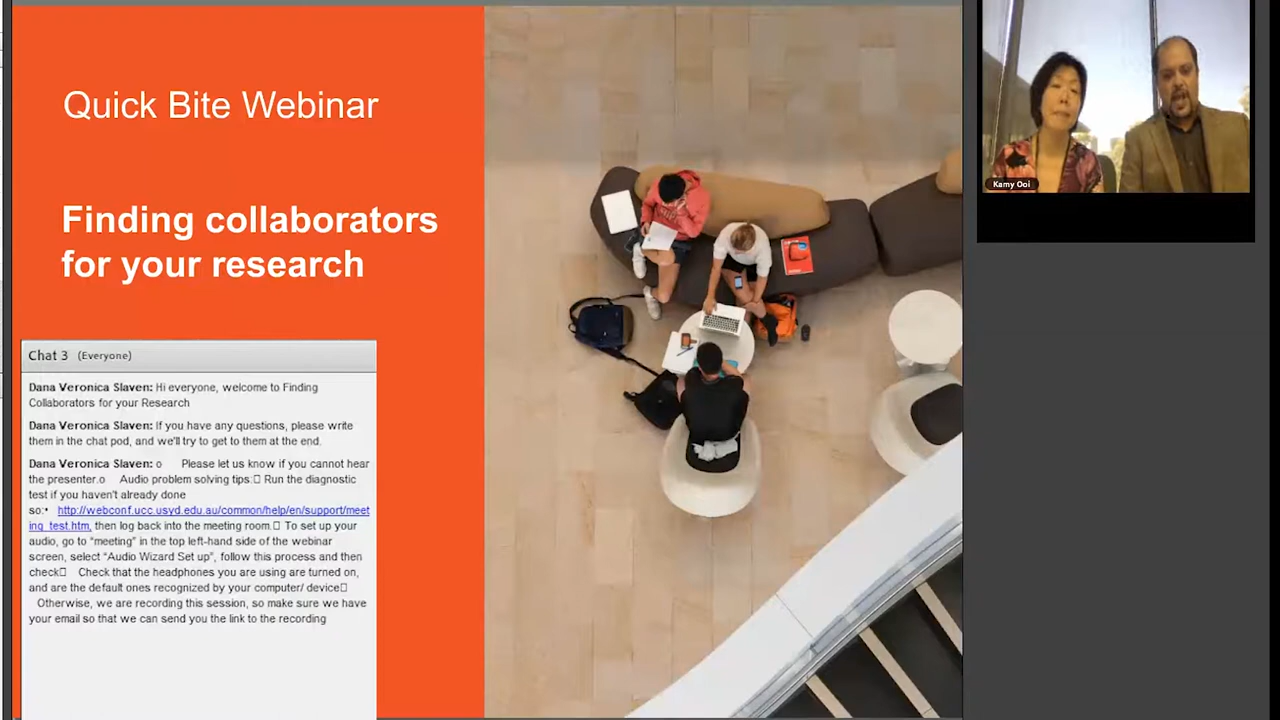 Quick Bite Webinar
Finding collaborators
for your research
Chat 3 (Everyone)
Dana Veronica Slaven: Hi everyone, welcome to Finding
Collaborators for your Research
Dana Veronica Slaven: If you have any questions, please write
them in the chat pod, and we'll try to get to them at the end.
Dana Veronica Slaven: o Please let us know if you cannot hear
the presenter.o Audio problem solving tips:□ Run the diagnostic
test if you haven't already done
so:• http://webconf.ucc.usyd.edu.au/common/help/en/support/meet
ing_test.htm, then log back into the meeting room.□ To set up your
audio, go to “meeting” in the top left-hand side of the webinar
screen, select “Audio Wizard Set up”, follow this process and then
check□ Check that the headphones you are using are turned on,
and are the default ones recognized by your computer/ device□
Otherwise, we are recording this session, so make sure we have
your email so that we can send you the link to the recording
Kamy Ooi